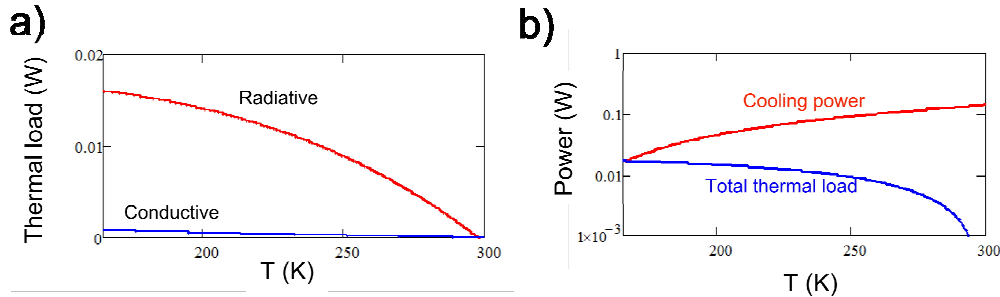 a)
Thermal load (W)
0.02
0.01
0
Radiative
Conductive
200
250
300
T (K)
b)
Power (W)
1
0.1
0.01
1×10⁻³
Cooling power
Total thermal load
200
250
300
T (K)